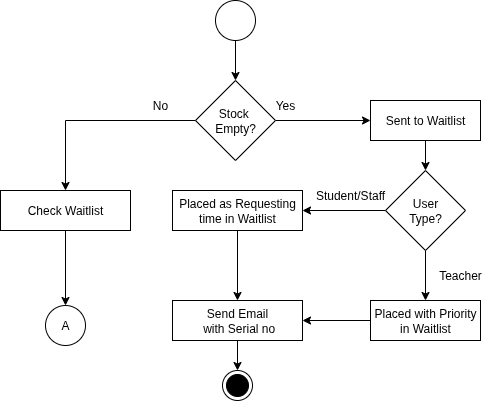 No
Yes
Stock
Empty?
Sent to Waitlist
Check Waitlist
Student/Staff
User
Type?
Placed as Requesting
time in Waitlist
Teacher
A
Send Email
with Serial no
Placed with Priority
in Waitlist